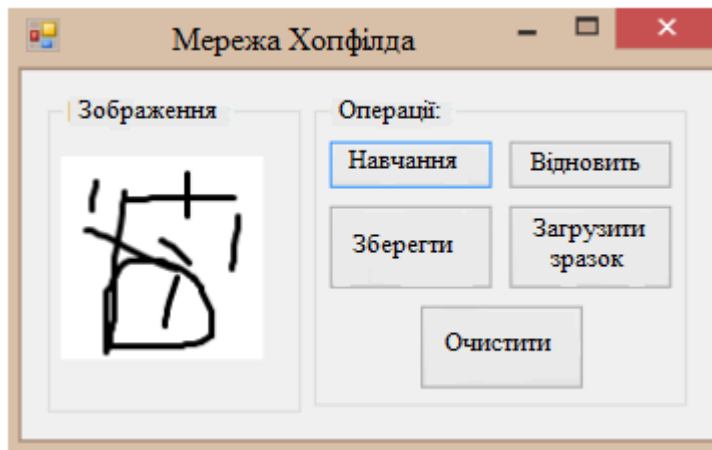 Мережа Хопфілда
Зображення
Операції:
Навчання
Відновить
Зберегти
Загрузити
зразок
Очистити
Б